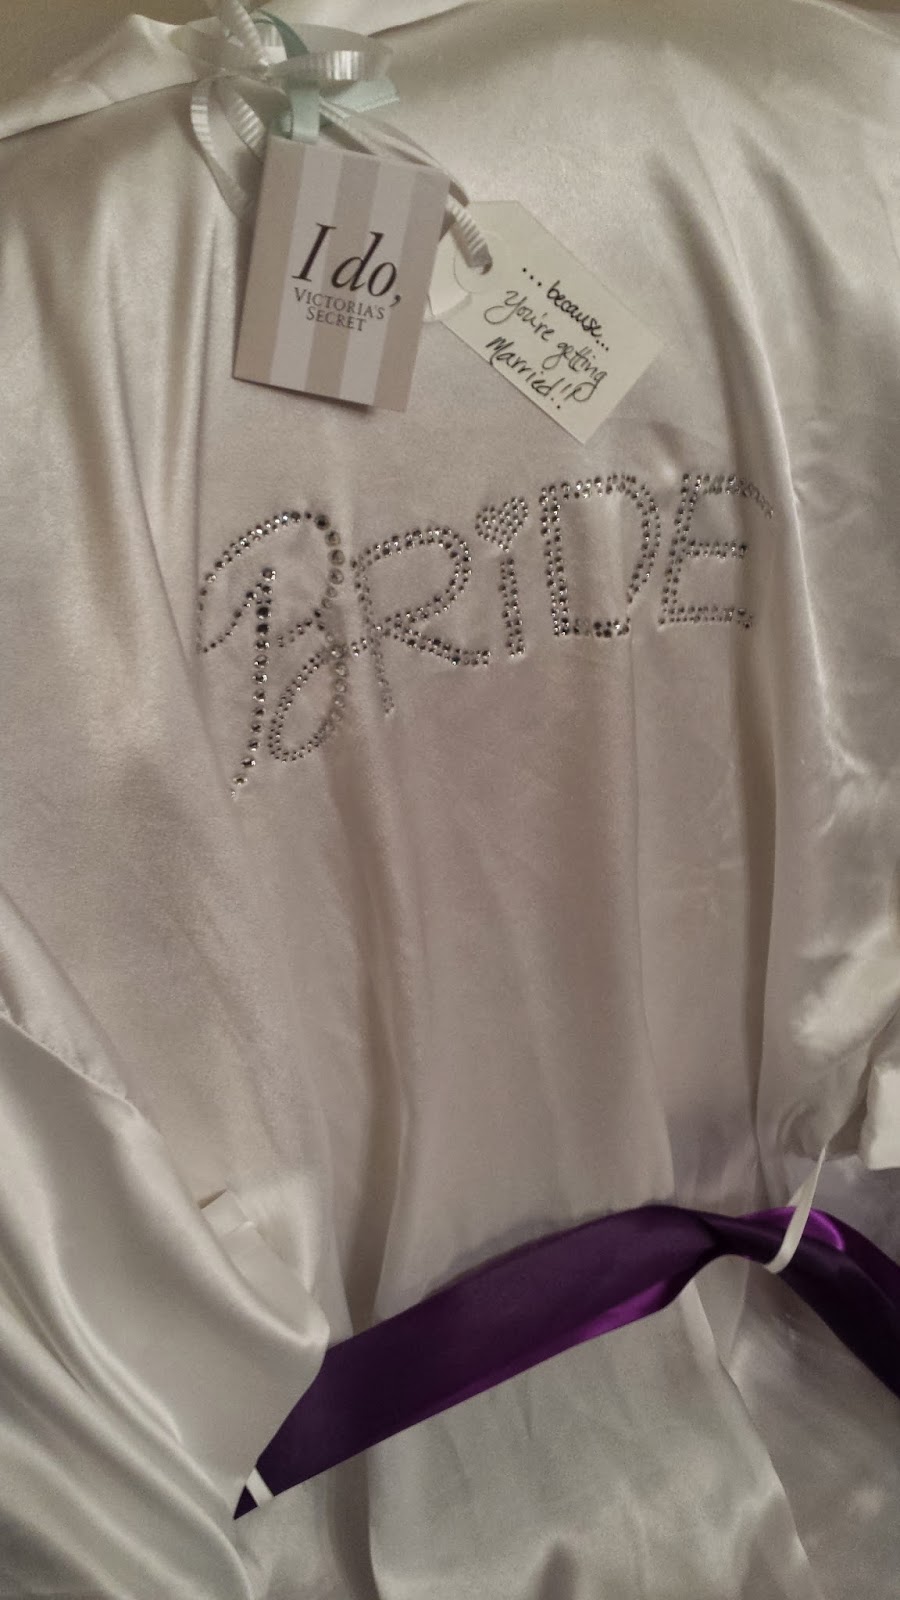 I do,
VICTORIA'S
SECRET
...because...
You're getting
Married!!
BRiDE